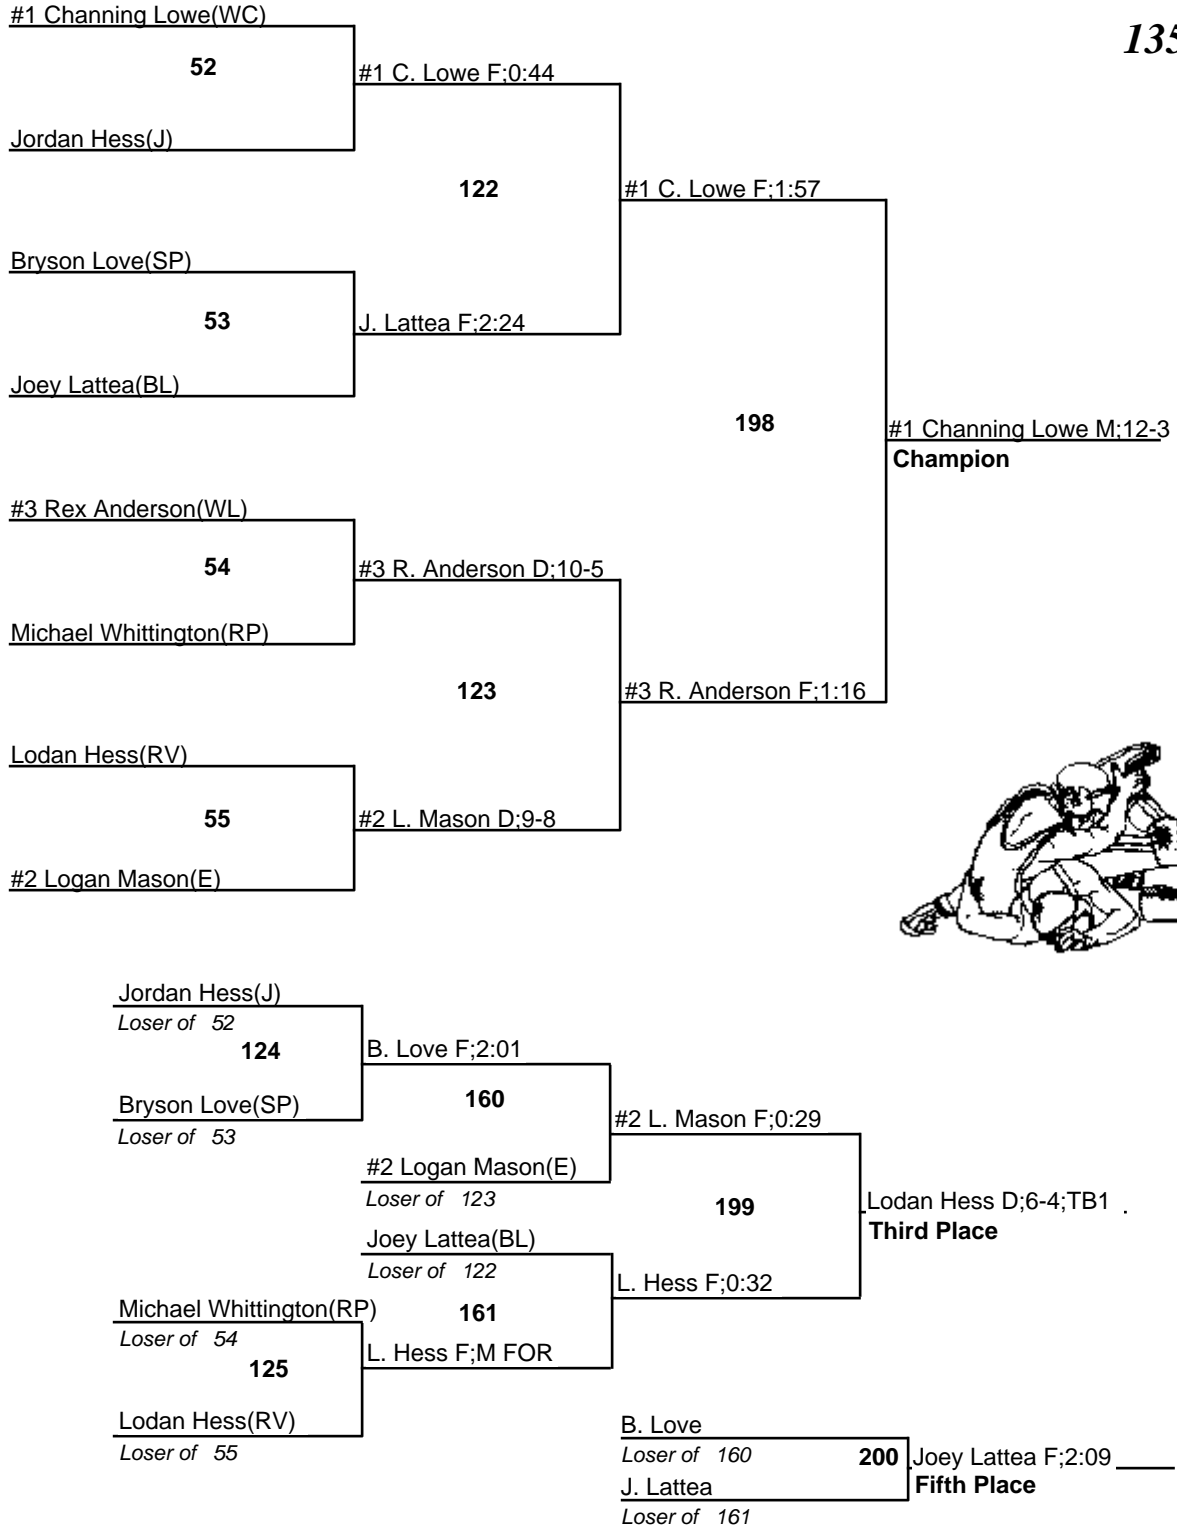 #1 Channing Lowe(WC)
135
52
#1 C. Lowe F;0:44
Jordan Hess(J)
122
#1 C. Lowe F;1:57
Bryson Love(SP)
53
J. Lattea F;2:24
Joey Lattea(BL)
198
#1 Channing Lowe M;12-3
Champion
#3 Rex Anderson(WL)
54
#3 R. Anderson D;10-5
Michael Whittington(RP)
123
#3 R. Anderson F;1:16
Lodan Hess(RV)
55
#2 L. Mason D;9-8
#2 Logan Mason(E)
Jordan Hess(J)
Loser of 52
124
B. Love F;2:01
Bryson Love(SP)
Loser of 53
160
#2 L. Mason F;0:29
#2 Logan Mason(E)
Loser of 123
199
Lodan Hess D;6-4;TB1
Third Place
Joey Lattea(BL)
Loser of 122
L. Hess F;0:32
Michael Whittington(RP)
Loser of 54
161
125
L. Hess F;M FOR
Lodan Hess(RV)
Loser of 55
B. Love
Loser of 160
200
Joey Lattea F;2:09
Fifth Place
J. Lattea
Loser of 161